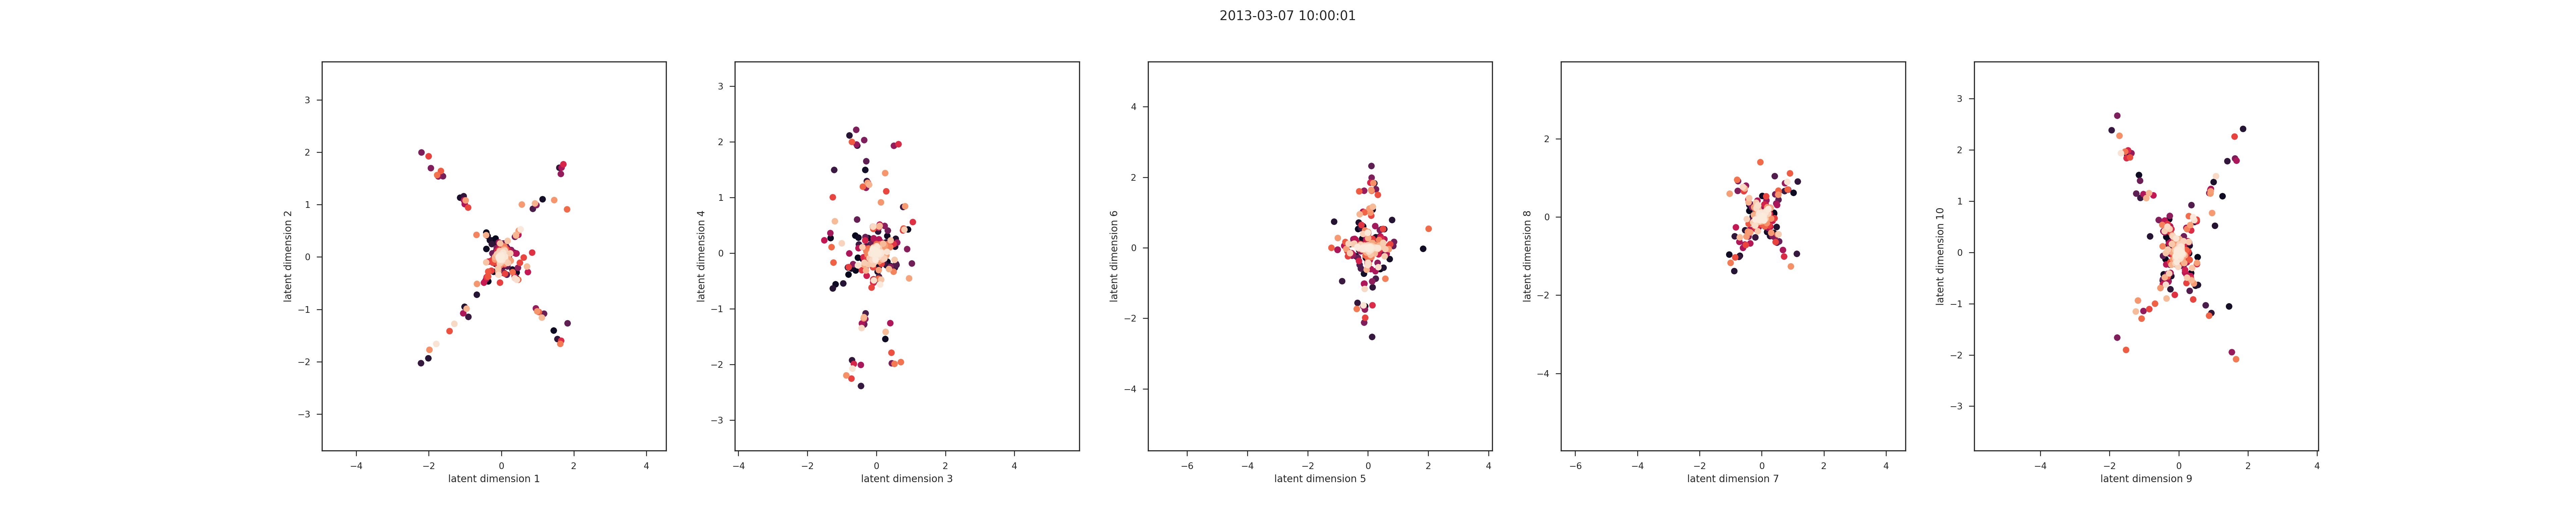 2013-03-07 10:00:01
latent dimension 2
3
2
1
0
−1
−2
−3
−4 −2 0 2 4
latent dimension 1
latent dimension 4
3
2
1
0
−1
−2
−3
−4 −2 0 2 4
latent dimension 3
latent dimension 6
4
2
0
−2
−4
−6 −4 −2 0 2 4
latent dimension 5
latent dimension 8
2
0
−2
−4
−6 −4 −2 0 2 4
latent dimension 7
latent dimension 10
3
2
1
0
−1
−2
−3
−4 −2 0 2 4
latent dimension 9